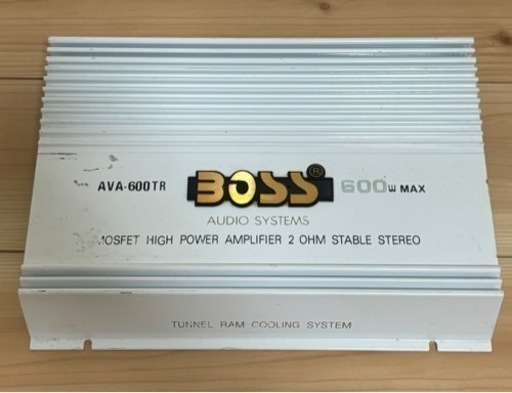 AVA-600TR BOSS® 600W MAX
AUDIO SYSTEMS
MOSFET HIGH POWER AMPLIFIER 2 OHM STABLE STEREO
TUNNEL RAM COOLING SYSTEM